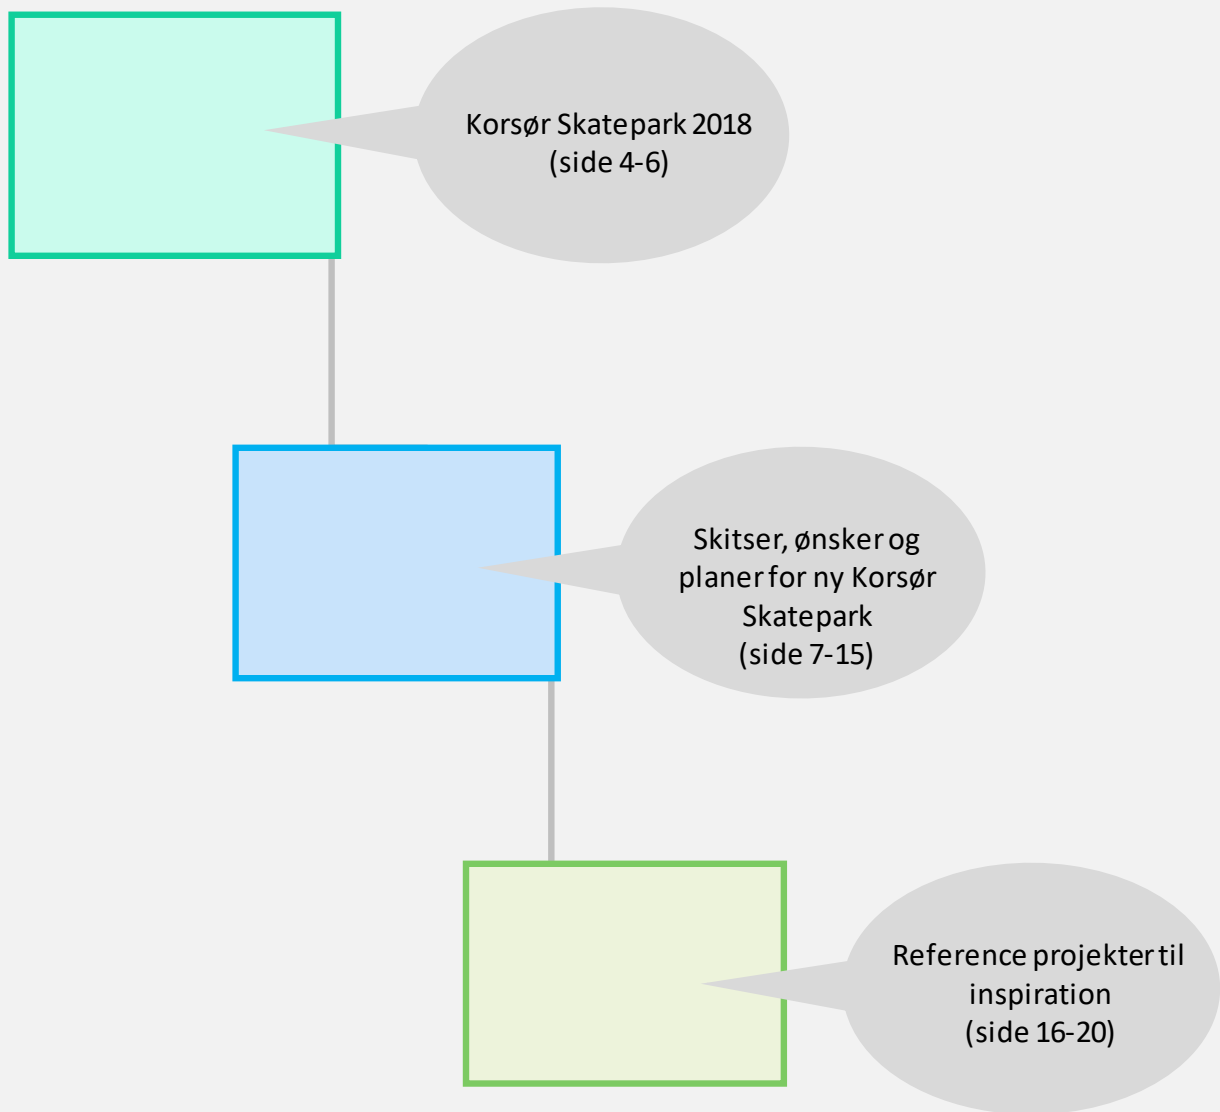 Korsør Skatepark 2018
(side 4-6)
Skitser, ønsker og
planer for ny Korsør
Skatepark
(side 7-15)
Reference projekter til
inspiration
(side 16-20)